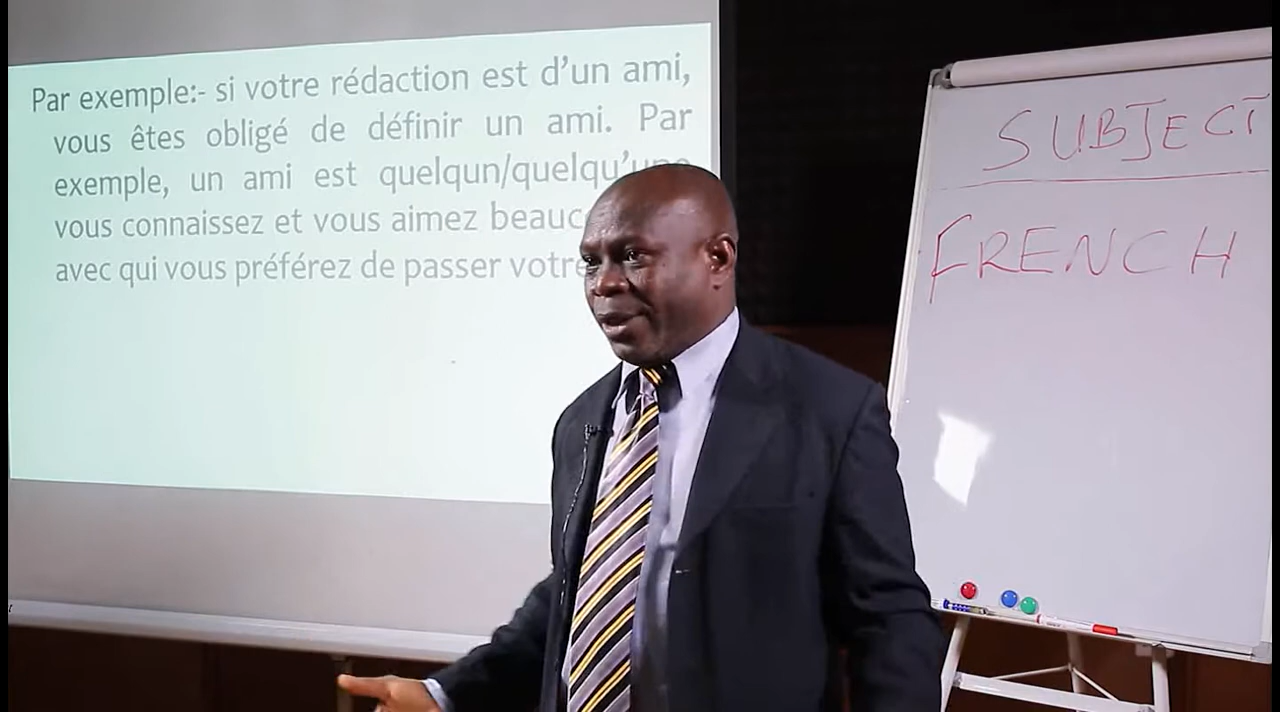 Par exemple:- si votre rédaction est d'un ami,
vous êtes obligé de définir un ami. Par
exemple, un ami est quelqun/quelqu'une
vous connaissez et vous aimez
avec qui vous préférez de passer votre
SUBJECT
FRENCH